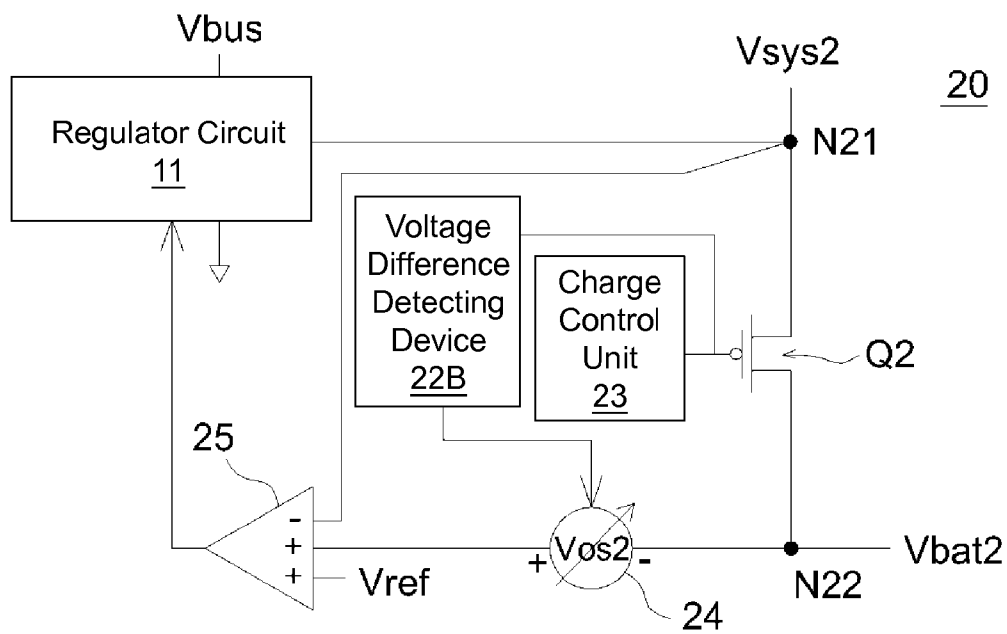 Vbus
Vsys2
20
Regulator Circuit
11
N21
Voltage
Difference
Detecting
Device
22B
Charge
Control
Unit
23
Q2
25
-
+
+
Vref
+
Vos2
-
24
N22
Vbat2